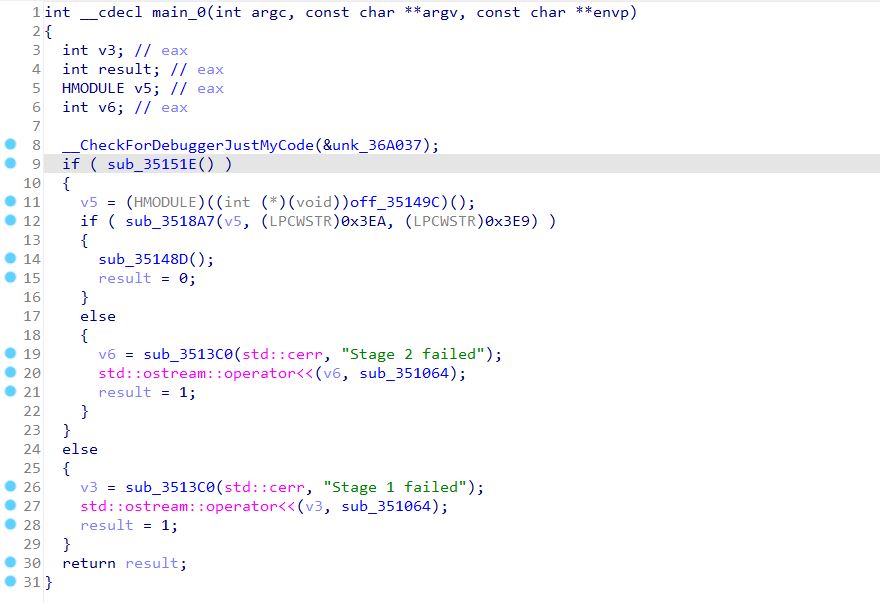 1 int __cdecl main_0(int argc, const char **argv, const char **envp)
2 {
3 int v3; // eax
4 int result; // eax
5 HMODULE v5; // eax
6 int v6; // eax
7
8 __CheckForDebuggerJustMyCode(&unk_36A037);
9 if ( sub_35151E() )
10 {
11 v5 = (HMODULE)((int (*)(void))off_35149C)();
12 if ( sub_3518A7(v5, (LPCWSTR)0x3EA, (LPCWSTR)0x3E9) )
13 {
14 sub_35148D();
15 result = 0;
16 }
17 else
18 {
19 v6 = sub_3513C0(std::cerr, "Stage 2 failed");
20 std::ostream::operator<<(v6, sub_351064);
21 result = 1;
22 }
23 }
24 else
25 {
26 v3 = sub_3513C0(std::cerr, "Stage 1 failed");
27 std::ostream::operator<<(v3, sub_351064);
28 result = 1;
29 }
30 return result;
31 }